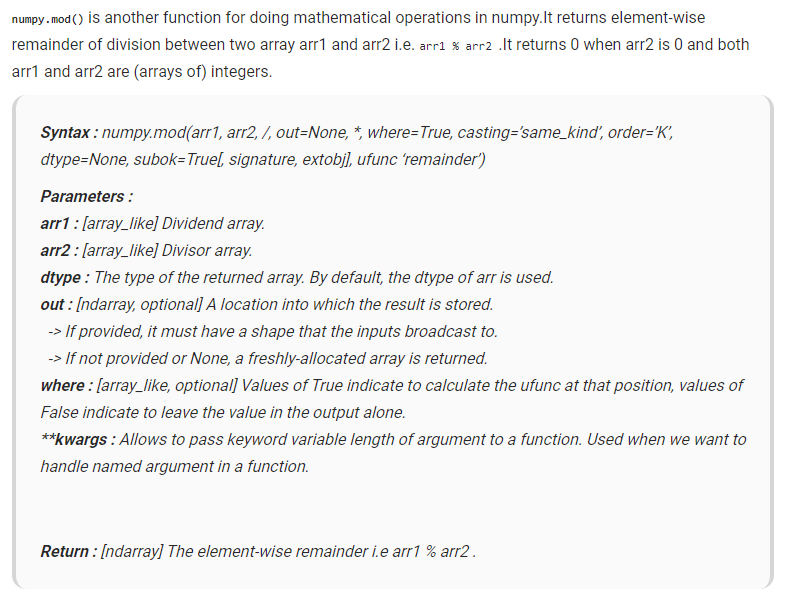 numpy.mod() is another function for doing mathematical operations in numpy.It returns element-wise
remainder of division between two array arr1 and arr2 i.e. arr1 % arr2 .It returns 0 when arr2 is 0 and both
arr1 and arr2 are (arrays of) integers.
Syntax : numpy.mod(arr1, arr2, /, out=None, *, where=True, casting=’same_kind’, order=’K’,
dtype=None, subok=True[, signature, extobj], ufunc ‘remainder’)
Parameters :
arr1 : [array_like] Dividend array.
arr2 : [array_like] Divisor array.
dtype : The type of the returned array. By default, the dtype of arr is used.
out : [ndarray, optional] A location into which the result is stored.
-> If provided, it must have a shape that the inputs broadcast to.
-> If not provided or None, a freshly-allocated array is returned.
where : [array_like, optional] Values of True indicate to calculate the ufunc at that position, values of
False indicate to leave the value in the output alone.
**kwargs : Allows to pass keyword variable length of argument to a function. Used when we want to
handle named argument in a function.
Return : [ndarray] The element-wise remainder i.e arr1 % arr2 .